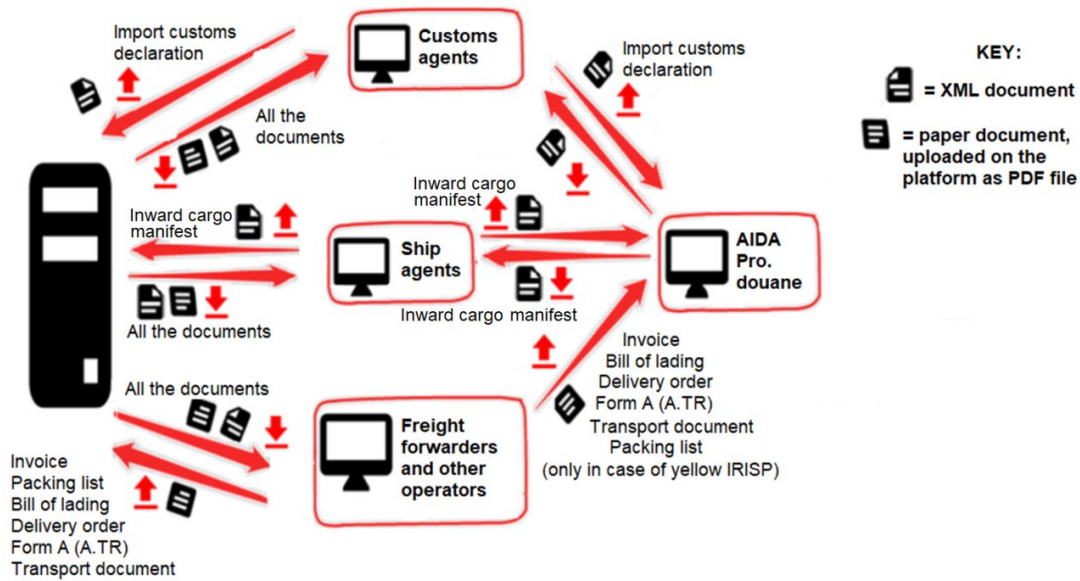 Import customs
declaration
Customs
agents
Import customs
declaration
KEY:
= XML document
= paper document,
uploaded on the
platform as PDF file
All the
documents
Inward cargo
manifest
Inward cargo
manifest
Ship
agents
AIDA
Pro.
douane
All the documents
Inward cargo manifest
Invoice
Bill of lading
Delivery order
Form A (A.TR)
Transport document
Packing list
(only in case of yellow IRISP)
All the documents
Freight
forwarders
and other
operators
Invoice
Packing list
Bill of lading
Delivery order
Form A (A.TR)
Transport document